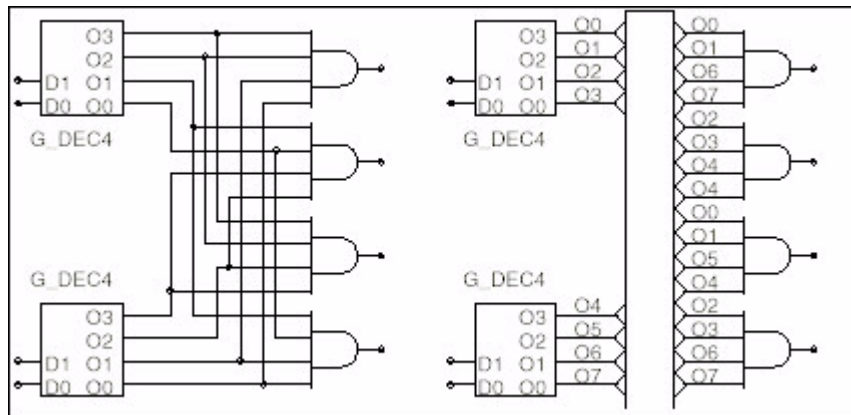 O3
O2
D1 O1
D0 O0
G_DEC4
G_DEC4
O3
O2
D1 O1
D0 O0
O3 O0
O2 O1
D1 O1 O2
D0 O0 O3
G_DEC4
G_DEC4
O3 O4
O2 O5
D1 O1 O6
D0 O0 O7
O0
O1
O6
O7
O2
O3
O4
O4
O0
O1
O5
O4
O2
O3
O6
O7